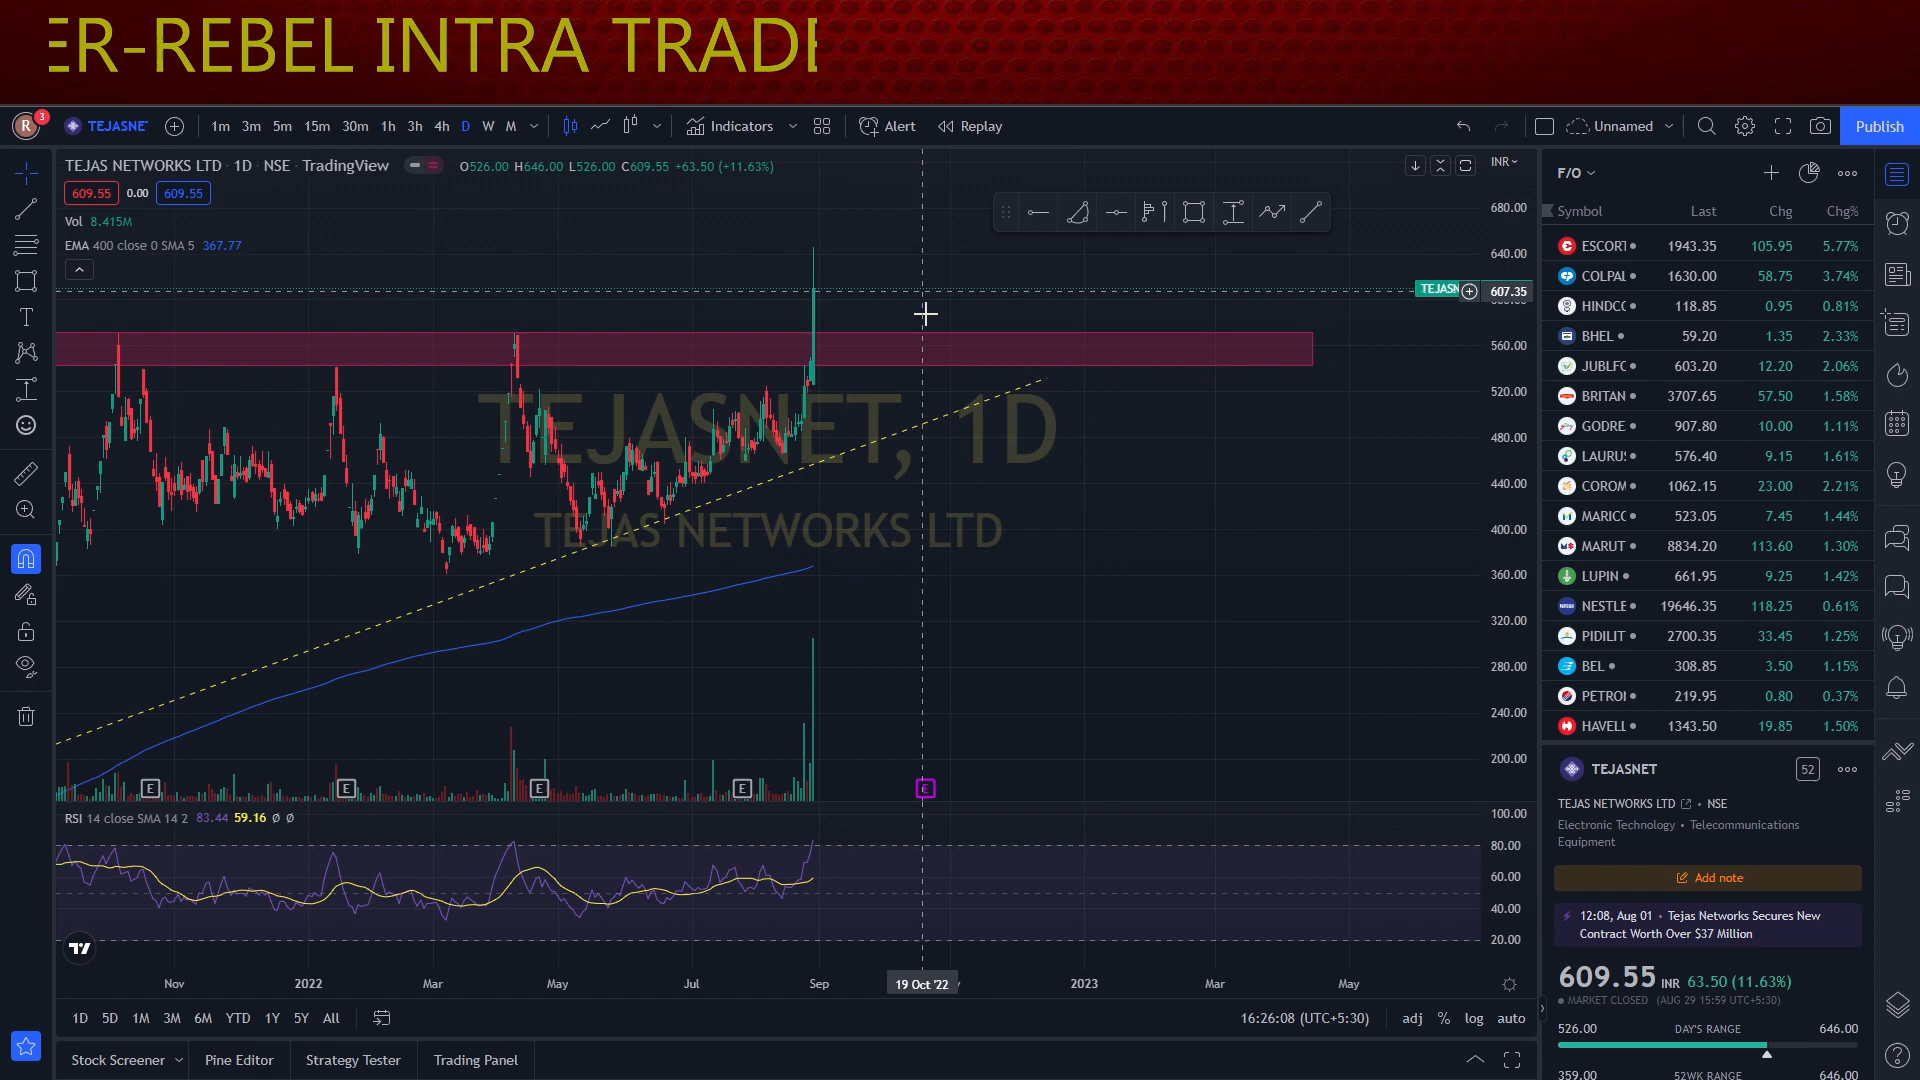 ER-REBEL INTRA TRADE
R 3 TEJASNET 1m 3m 5m 15m 30m 1h 3h 4h D W M Indicators Alert Replay Unnamed Publish
TEJAS NETWORKS LTD · 1D · NSE · TradingView O526.00 H646.00 L526.00 C609.55 +63.50 (+11.63%) INR
609.55 0.00 609.55
Vol 8.415M
EMA 400 close 0 SMA 5 367.77
680.00
640.00
TEJASN 607.35
560.00
520.00
480.00
440.00
400.00
360.00
320.00
280.00
240.00
200.00
TEJASNET, 1D
TEJAS NETWORKS LTD
E E E E E
RSI 14 close SMA 14 2 83.44 59.16 Ø Ø
100.00
80.00
60.00
40.00
20.00
Nov 2022 Mar May Jul Sep 19 Oct '22 2023 Mar May
1D 5D 1M 3M 6M YTD 1Y 5Y All 16:26:08 (UTC+5:30) adj % log auto
Stock Screener Pine Editor Strategy Tester Trading Panel
F/O
Symbol Last Chg Chg%
ESCORT 1943.35 105.95 5.77%
COLPAL 1630.00 58.75 3.74%
HINDCO 118.85 0.95 0.81%
BHEL 59.20 1.35 2.33%
JUBLFO 603.20 12.20 2.06%
BRITAN 3707.65 57.50 1.58%
GODRE 907.80 10.00 1.11%
LAURUS 576.40 9.15 1.61%
COROM 1062.15 23.00 2.21%
MARICO 523.05 7.45 1.44%
MARUT 8834.20 113.60 1.30%
LUPIN 661.95 9.25 1.42%
NESTLE 19646.35 118.25 0.61%
PIDILIT 2700.35 33.45 1.25%
BEL 308.85 3.50 1.15%
PETRON 219.95 0.80 0.37%
HAVELL 1343.50 19.85 1.50%
TEJASNET 52
TEJAS NETWORKS LTD • NSE
Electronic Technology • Telecommunications
Equipment
Add note
12:08, Aug 01 • Tejas Networks Secures New
Contract Worth Over $37 Million
609.55 INR 63.50 (11.63%)
MARKET CLOSED (AUG 29 15:59 UTC+5:30)
526.00 DAY'S RANGE 646.00
359.00 52WK RANGE 646.00